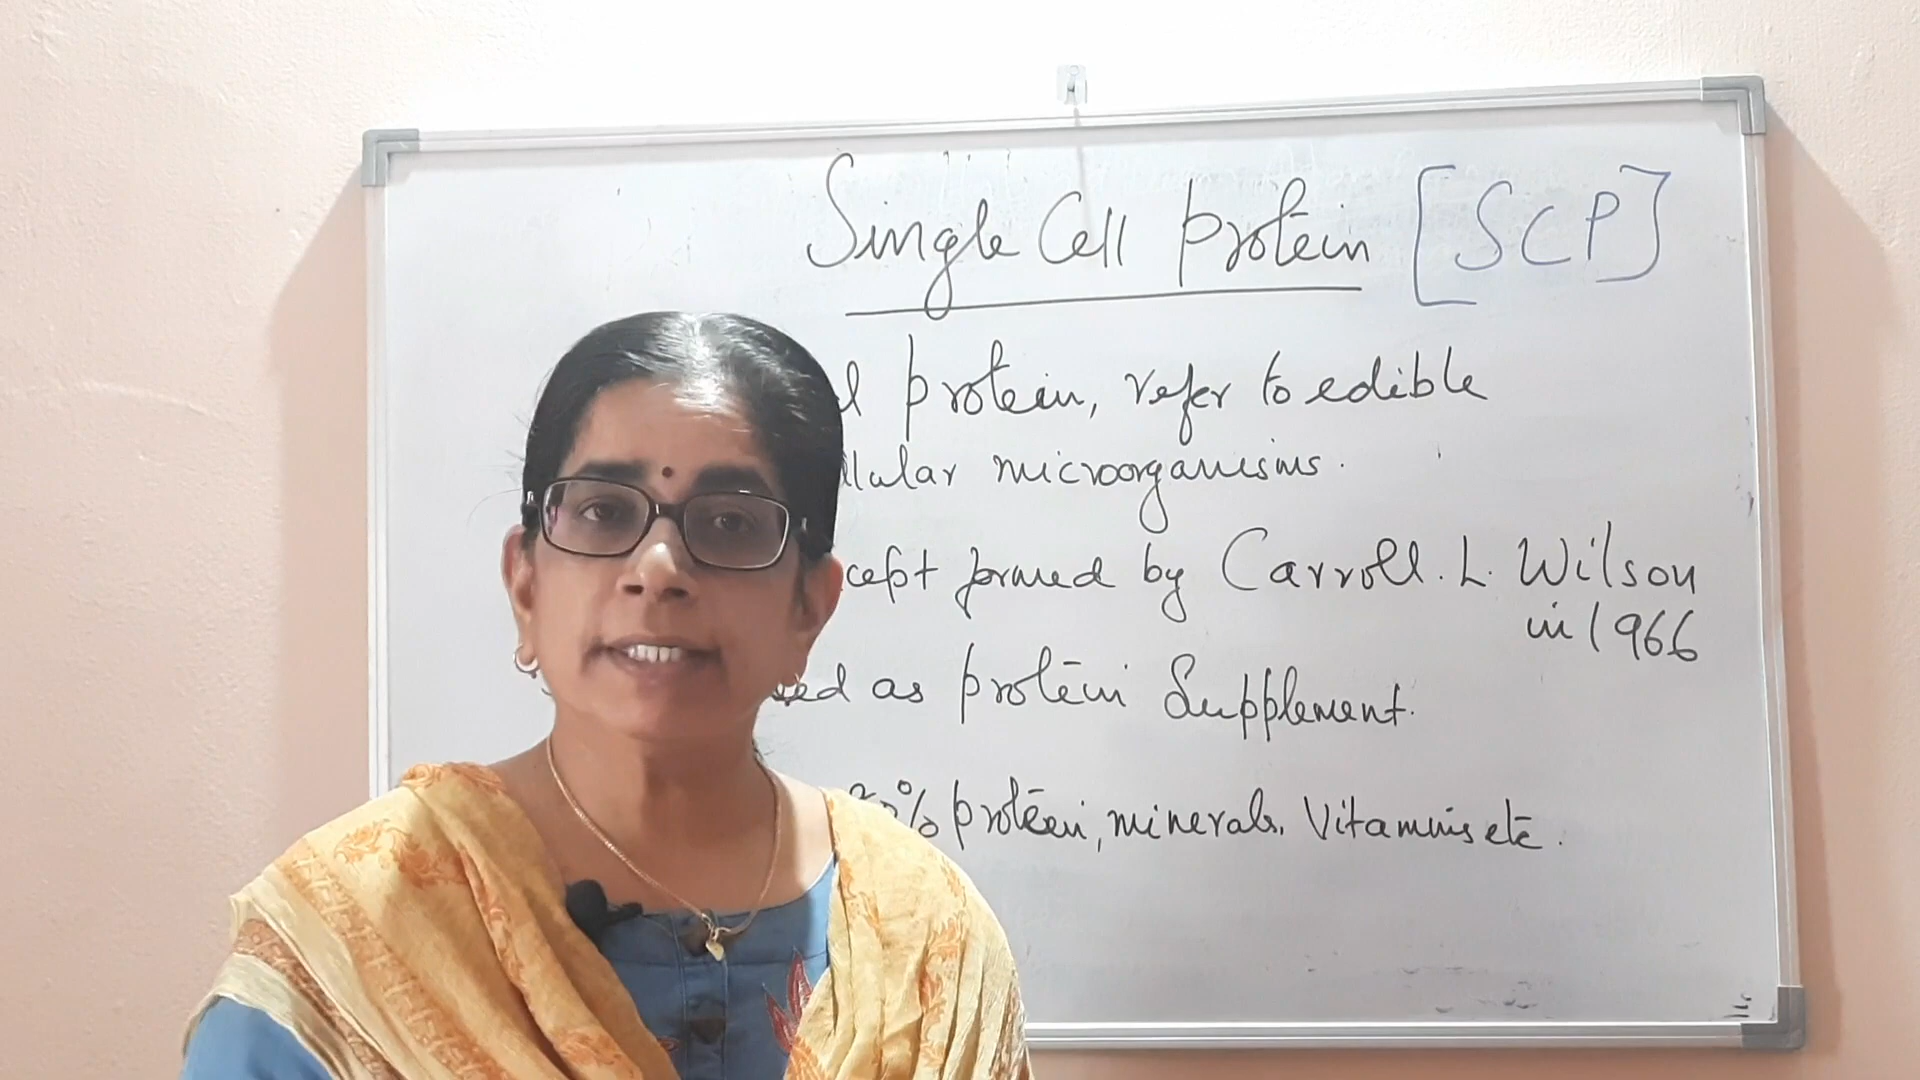 Single Cell protein [SCP]
protein, refer to edible
microorganisms.
formed by Carroll. L. Wilson
in 1966
as protein Supplement.
% protein, minerals, Vitamins etc.